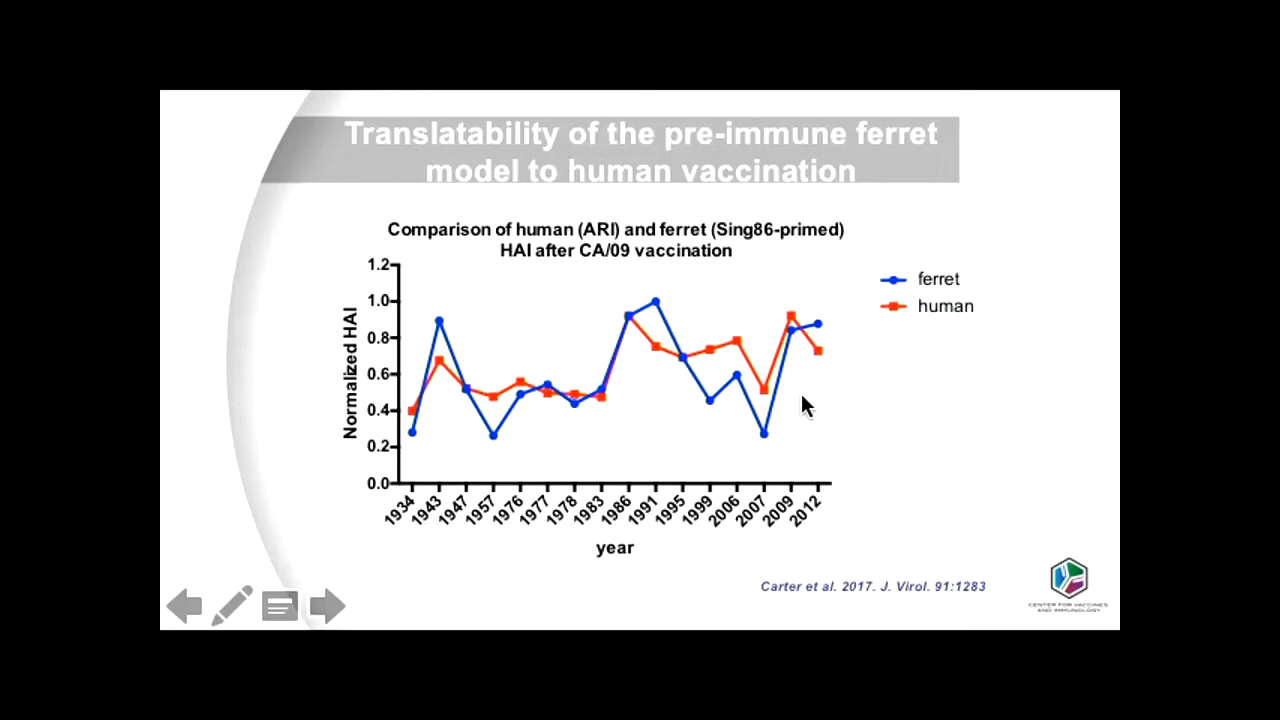 Translatability of the pre-immune ferret
model to human vaccination
Comparison of human (ARI) and ferret (Sing86-primed)
HAI after CA/09 vaccination
1.2
1.0
0.8
0.6
0.4
0.2
0.0
Normalized HAI
1934
1943
1947
1957
1976
1977
1978
1983
1986
1991
1995
1999
2006
2007
2009
2012
year
ferret
human
Carter et al. 2017. J. Virol. 91:1283
CENTER FOR VACCINES
AND IMMUNOLOGY